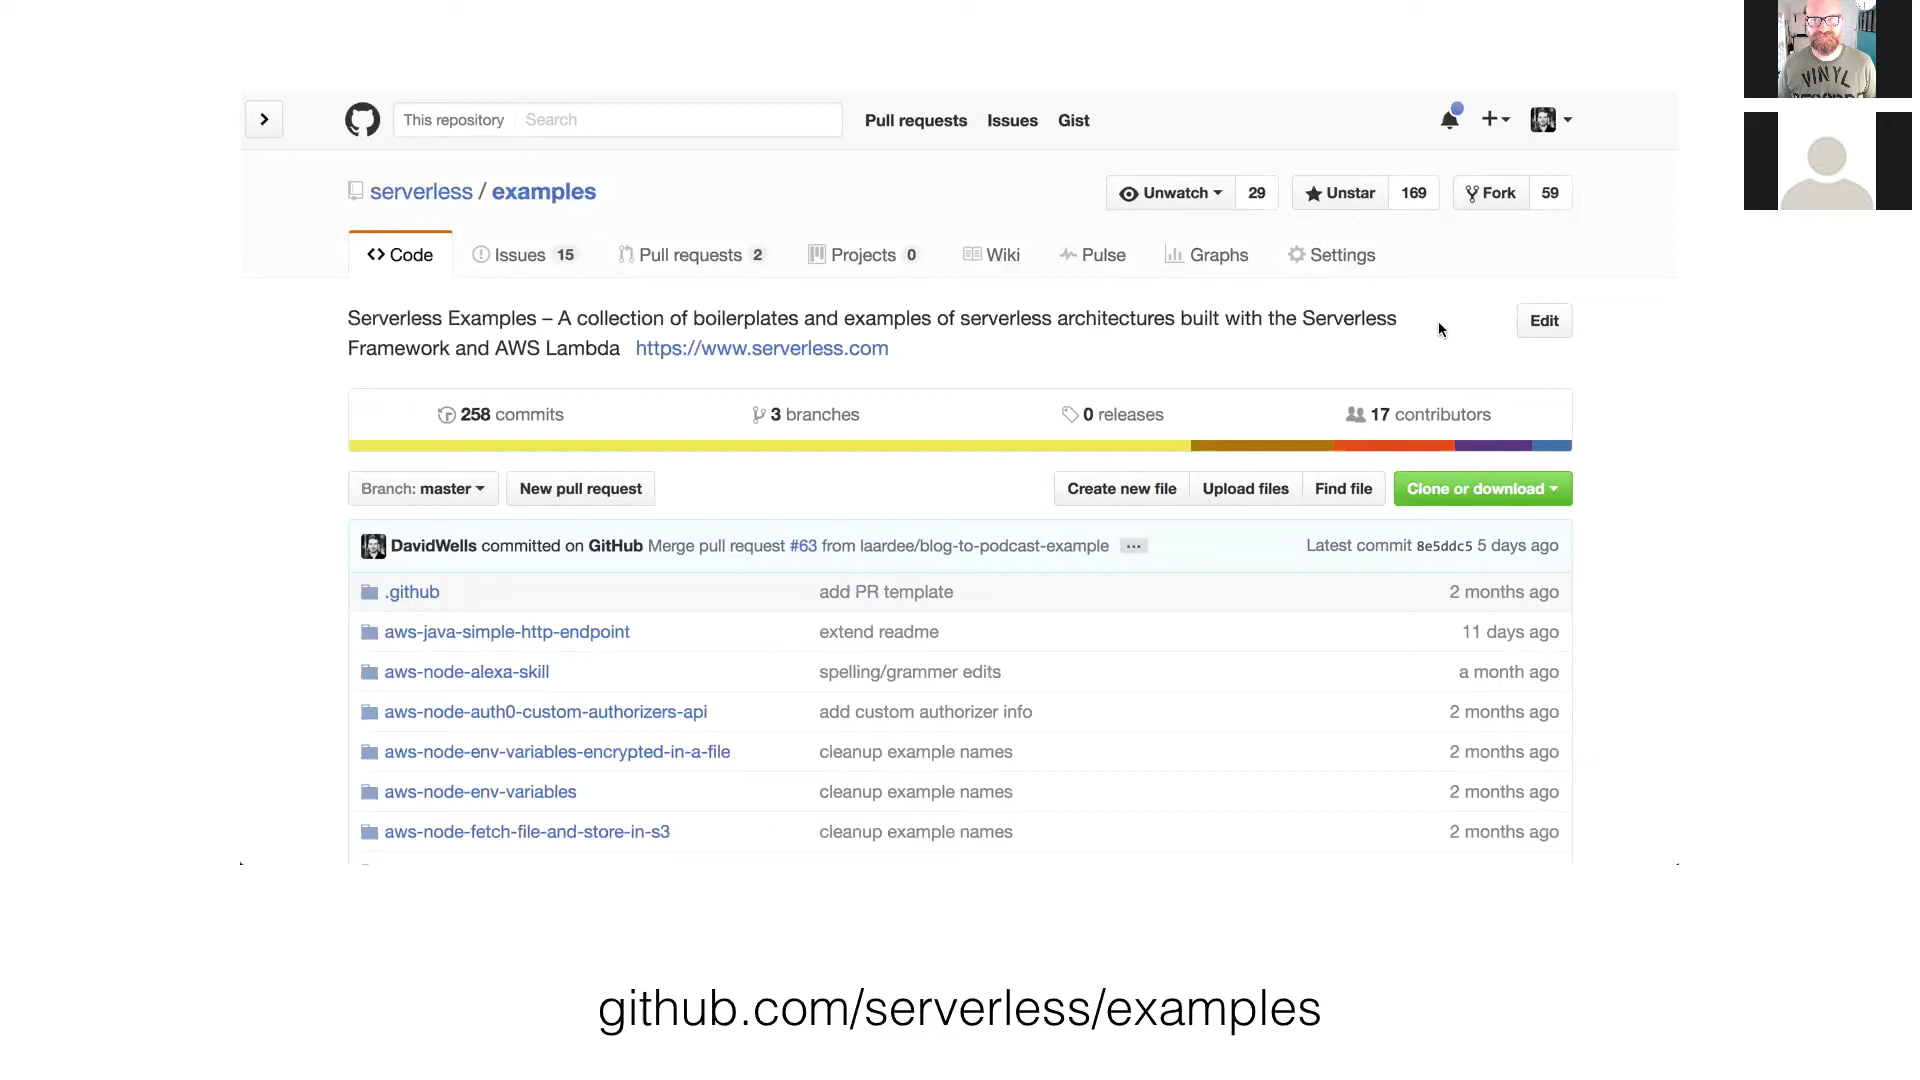 This repository Search Pull requests Issues Gist
serverless / examples Unwatch 29 Unstar 169 Fork 59
Code Issues 15 Pull requests 2 Projects 0 Wiki Pulse Graphs Settings
Serverless Examples – A collection of boilerplates and examples of serverless architectures built with the Serverless
Framework and AWS Lambda https://www.serverless.com
Edit
258 commits 3 branches 0 releases 17 contributors
Branch: master New pull request Create new file Upload files Find file Clone or download
DavidWells committed on GitHub Merge pull request #63 from laardee/blog-to-podcast-example ... Latest commit 8e5ddc5 5 days ago
.github add PR template 2 months ago
aws-java-simple-http-endpoint extend readme 11 days ago
aws-node-alexa-skill spelling/grammer edits a month ago
aws-node-auth0-custom-authorizers-api add custom authorizer info 2 months ago
aws-node-env-variables-encrypted-in-a-file cleanup example names 2 months ago
aws-node-env-variables cleanup example names 2 months ago
aws-node-fetch-file-and-store-in-s3 cleanup example names 2 months ago
github.com/serverless/examples
VINYL